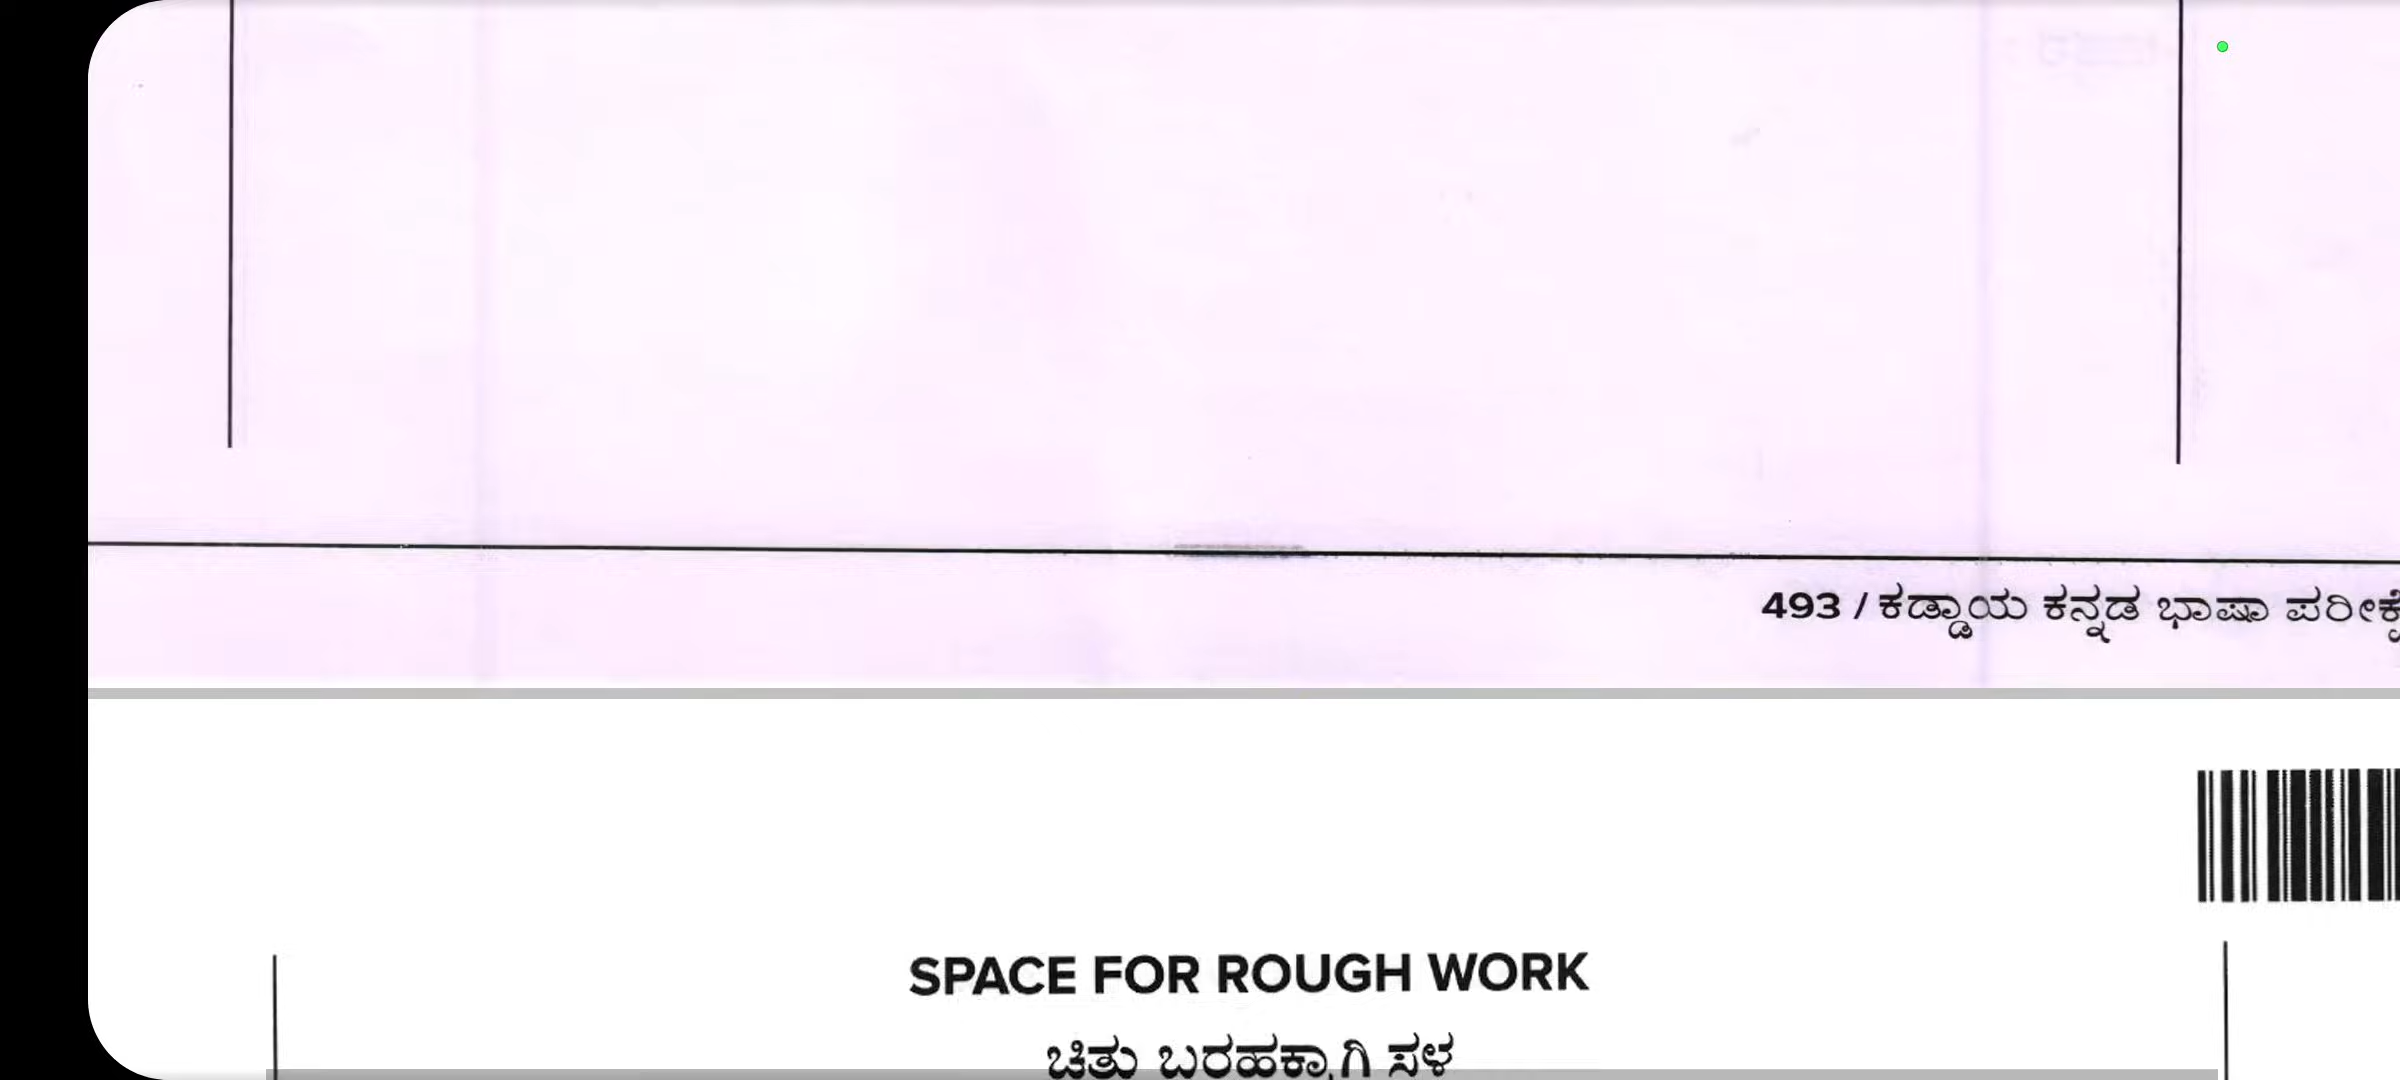 493 / ಕಡ್ಡಾಯ ಕನ್ನಡ ಭಾಷಾ ಪರೀಕ್ಷೆ
SPACE FOR ROUGH WORK
ಚಿತ್ತು ಬರಹಕ್ಕಾಗಿ ಸ್ಥಳ